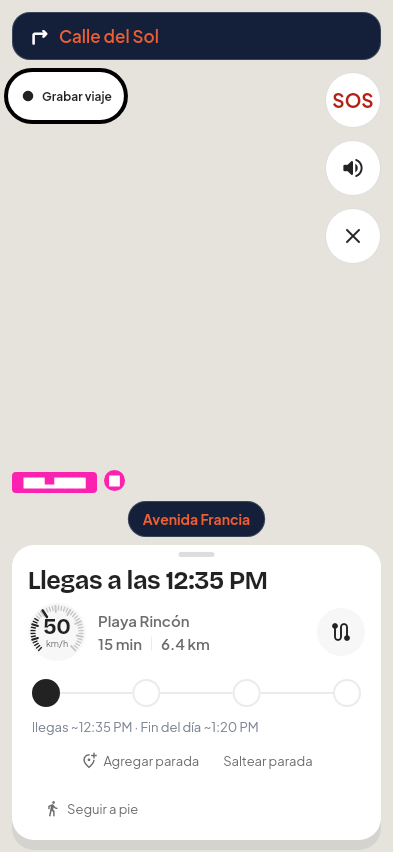 Calle del Sol
Grabar viaje
SOS
Avenida Francia
Llegas a las 12:35 PM
50
km/h
Playa Rincón
15 min
6.4 km
llegas ~12:35 PM · Fin del día ~1:20 PM
Agregar parada
Saltear parada
Seguir a pie